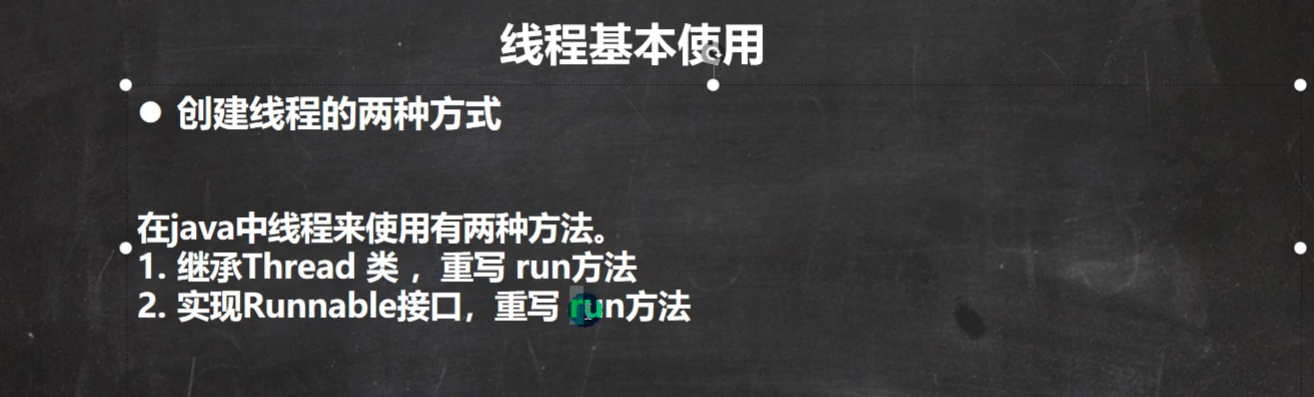 线程基本使用
● 创建线程的两种方式
在java中线程来使用有两种方法。
1. 继承Thread 类 ，重写 run方法
2. 实现Runnable接口，重写 run方法